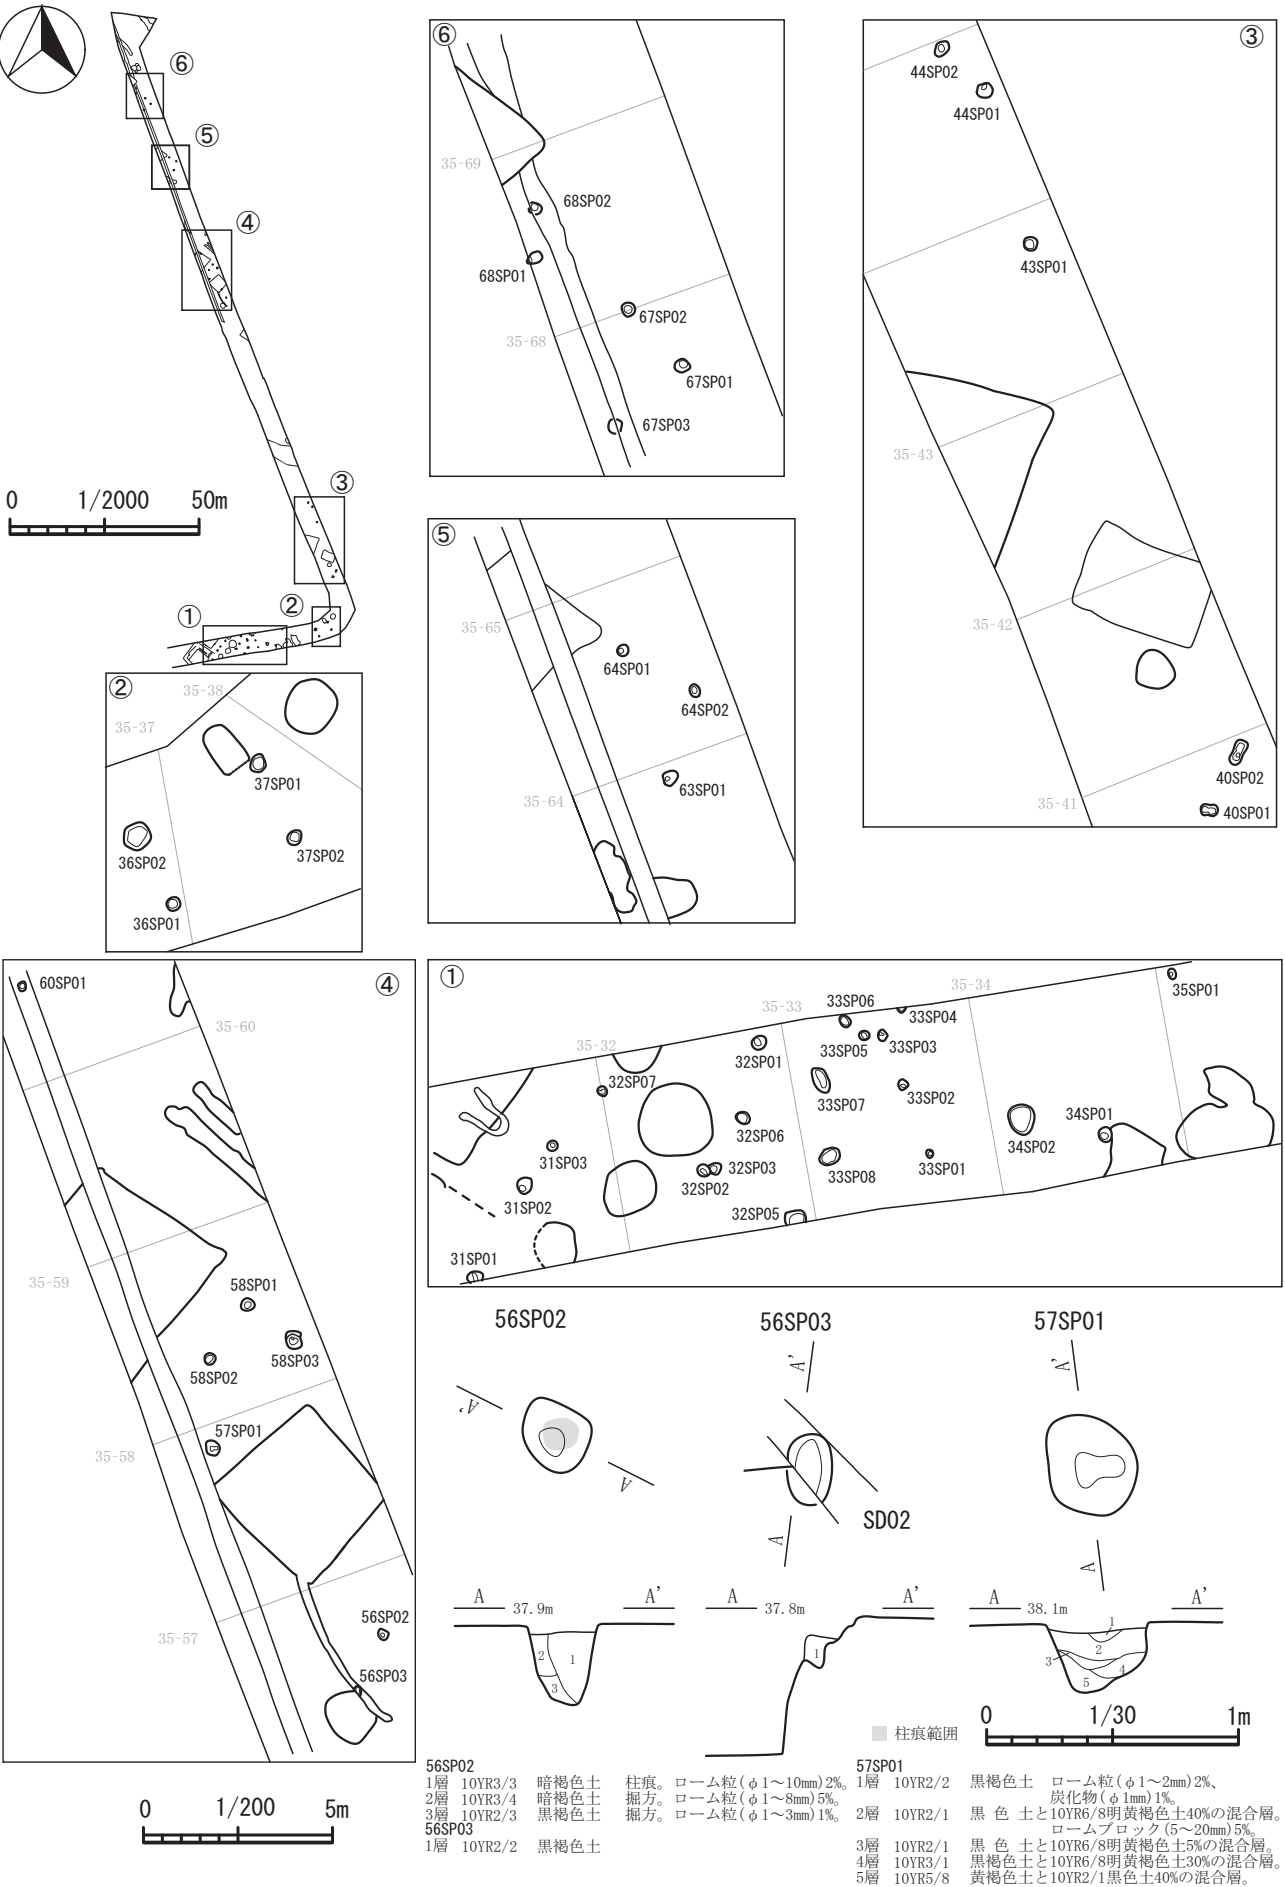 ⑥
⑤
④
0 1/2000 50m
③
①
②
⑥
35-69
68SP02
68SP01
67SP02
35-68
67SP01
67SP03
③
44SP02
44SP01
43SP01
35-43
35-42
40SP02
35-41
40SP01
②
35-38
35-37
37SP01
36SP02
37SP02
36SP01
⑤
35-65
64SP01
64SP02
63SP01
35-64
④
60SP01
35-60
35-59
58SP01
58SP03
58SP02
57SP01
35-58
56SP02
35-57
56SP03
0 1/200 5m
①
35-34
35SP01
35-33
33SP06
33SP04
35-32
32SP01
33SP05
33SP03
32SP07
33SP07
33SP02
32SP06
34SP01
34SP02
31SP03
32SP03
33SP01
32SP02
33SP08
31SP02
32SP05
31SP01
56SP02
A'
A
A 37.9m A'
2
1
3
56SP03
A'
SD02
A
A 37.8m A'
1
57SP01
A'
A
A 38.1m A'
1
2
3
4
5
柱痕範囲
0 1/30 1m
56SP02
1層 10YR3/3 暗褐色土 柱痕。ローム粒(φ1～10mm)2%。
2層 10YR3/4 暗褐色土 掘方。ローム粒(φ1～8mm)5%。
3層 10YR2/3 黒褐色土 掘方。ローム粒(φ1～3mm)1%。
56SP03
1層 10YR2/2 黒褐色土
57SP01
1層 10YR2/2 黒褐色土 ローム粒(φ1～2mm)2%、
炭化物(φ1mm)1%。
2層 10YR2/1 黒 色 土と10YR6/8明黄褐色土40%の混合層。
ロームブロック(5～20mm)5%。
3層 10YR2/1 黒 色 土と10YR6/8明黄褐色土5%の混合層。
4層 10YR3/1 黒褐色土と10YR6/8明黄褐色土30%の混合層。
5層 10YR5/8 黄褐色土と10YR2/1黒色土40%の混合層。